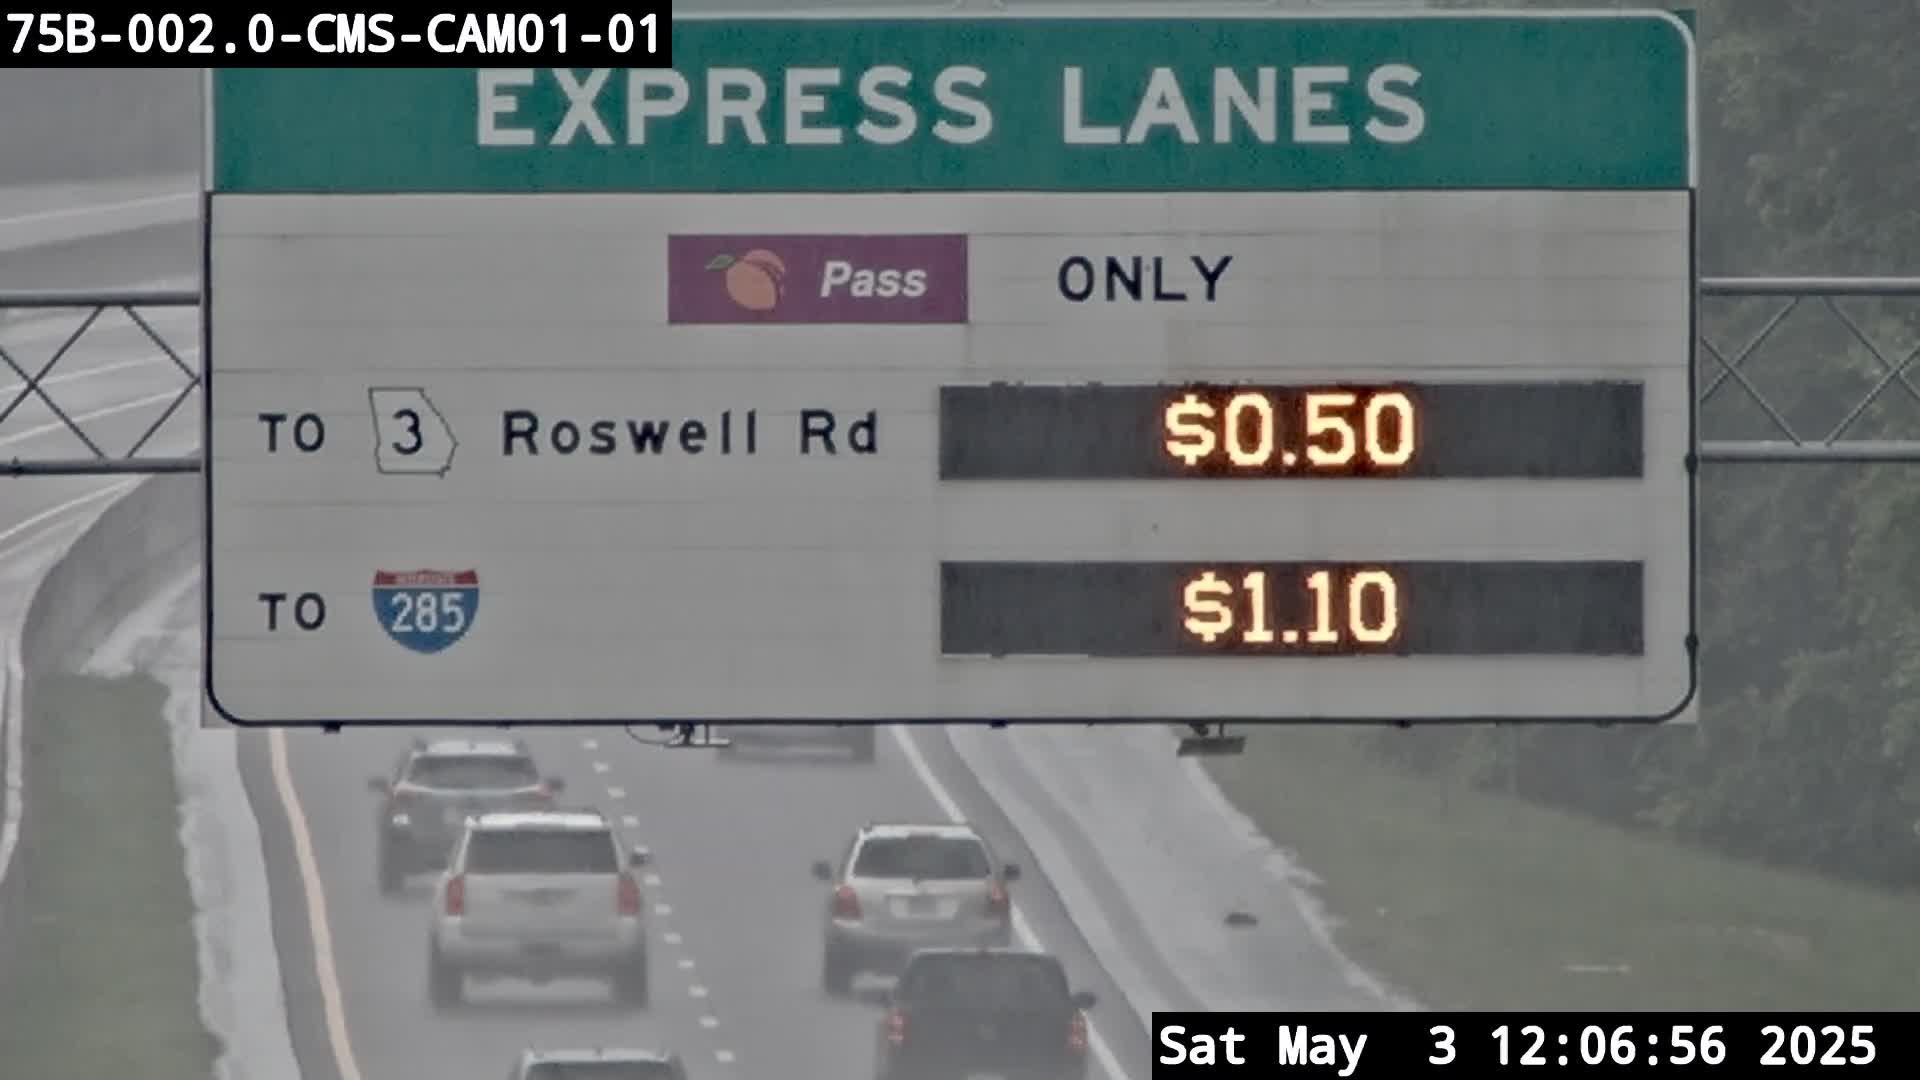 75B-002.0-CMS-CAM01-01
EXPRESS LANES
Pass ONLY
TO 3 Roswell Rd $0.50
TO 285 $1.10
Sat May 3 12:06:56 2025